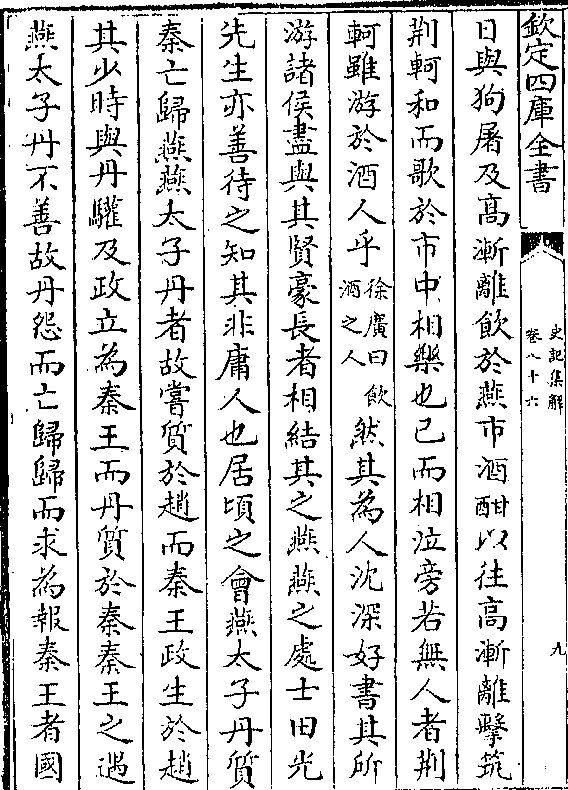 欽定四庫全書
史記集解
卷八十六
九
日與狗屠及髙漸離飲於燕市酒酣以往高漸離擊筑
荆軻和而歌於市中相樂也已而相泣旁若無人者荆
軻雖游於酒人乎徐廣曰飲酒之人然其為人沈深好書其所
游諸侯盡與其賢豪長者相結其之燕燕之處士田光
先生亦善待之知其非庸人也居頃之會燕太子丹質
秦亡歸燕燕太子丹者故嘗質於趙而秦王政生於趙
其少時與丹驩及政立為秦王而丹質於秦秦王之遇
燕太子丹不善故丹怨而亡歸歸而求為報秦王者國